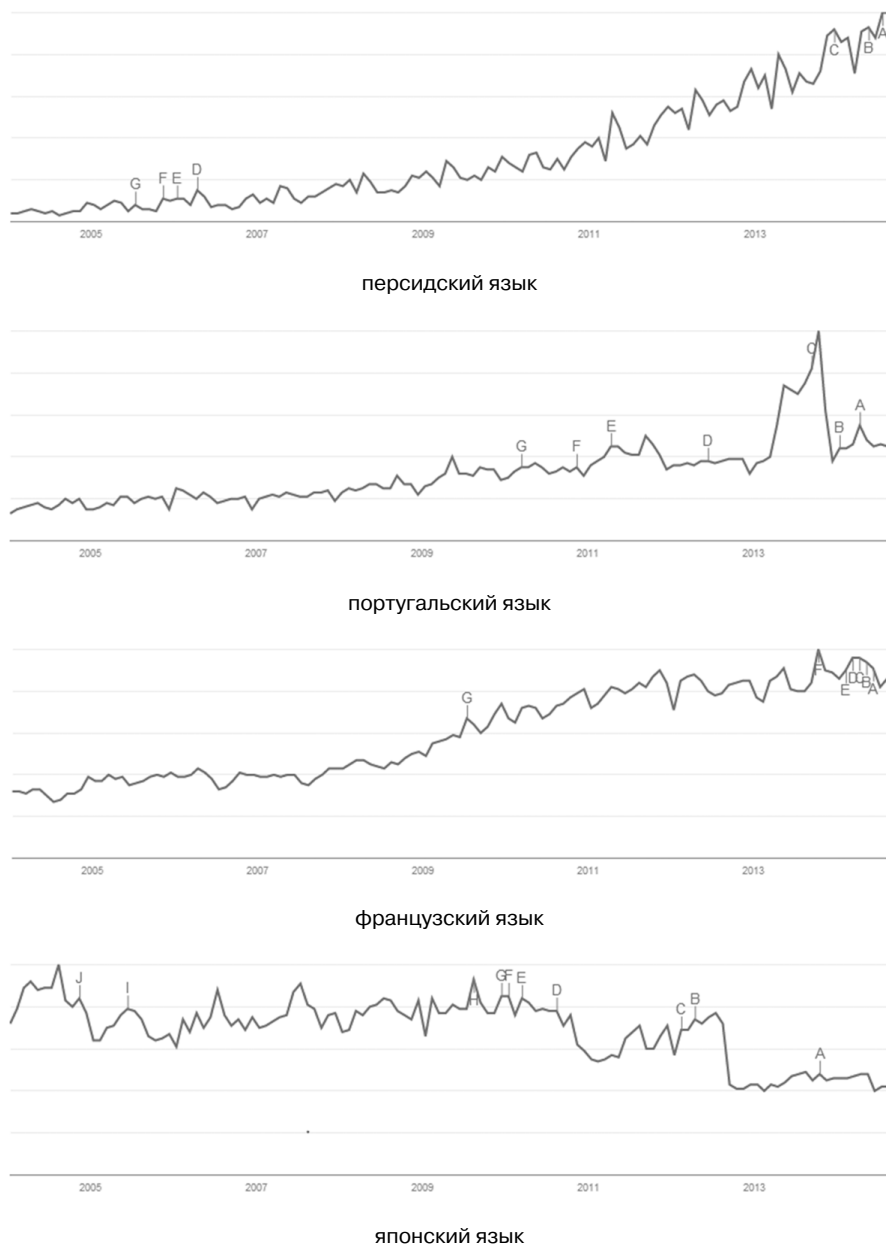 C B A
G F E D
2005 2007 2009 2011 2013
персидский язык
C
A
B
E
G F D
2005 2007 2009 2011 2013
португальский язык
G
F
E D C B A
2005 2007 2009 2011 2013
французский язык
J I H G F E D
C B
A
2005 2007 2009 2011 2013
японский язык